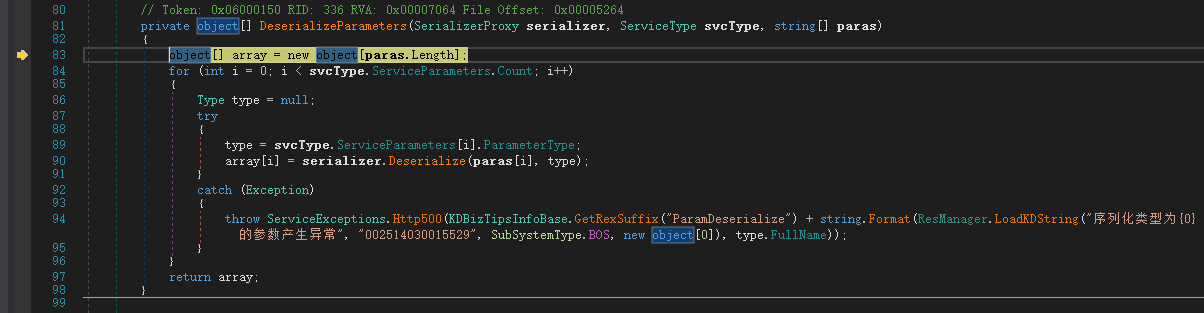 80 // Token: 0x06000150 RID: 336 RVA: 0x00007064 File Offset: 0x00005264
81 private object[] DeserializeParameters(SerializerProxy serializer, ServiceType svcType, string[] paras)
82 {
83 object[] array = new object[paras.Length];
84 for (int i = 0; i < svcType.ServiceParameters.Count; i++)
85 {
86 Type type = null;
87 try
88 {
89 type = svcType.ServiceParameters[i].ParameterType;
90 array[i] = serializer.Deserialize(paras[i], type);
91 }
92 catch (Exception)
93 {
94 throw ServiceExceptions.Http500(KDBizTipsInfoBase.GetRexSuffix("ParamDeserialize") + string.Format(ResManager.LoadKDString("序列化类型为{0}
的参数产生异常", "002514030015529", SubSystemType.BOS, new object[0]), type.FullName));
95 }
96 }
97 return array;
98 }
99